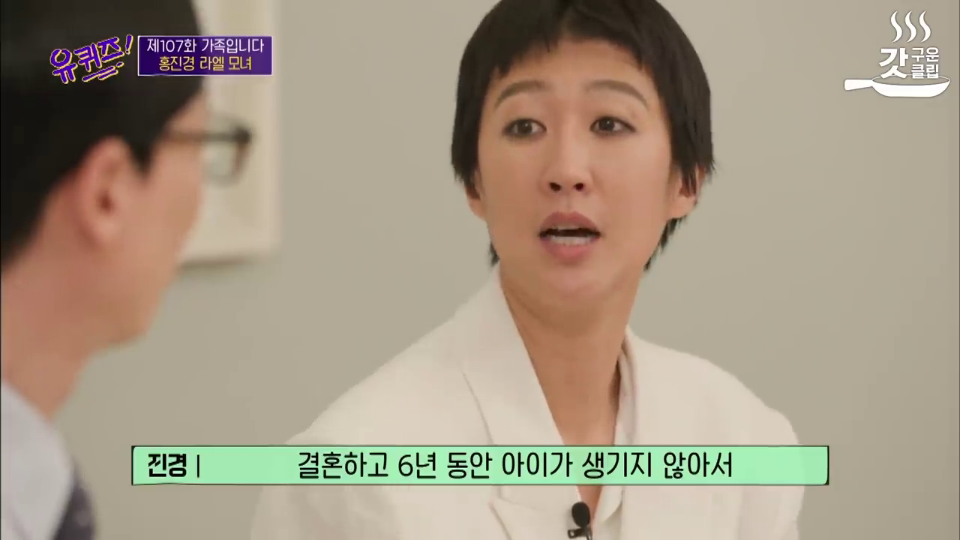 유퀴즈!
제107화 가족입니다
홍진경 라엘 모녀
갓구운
클립
진경 |
결혼하고 6년 동안 아이가 생기지 않아서